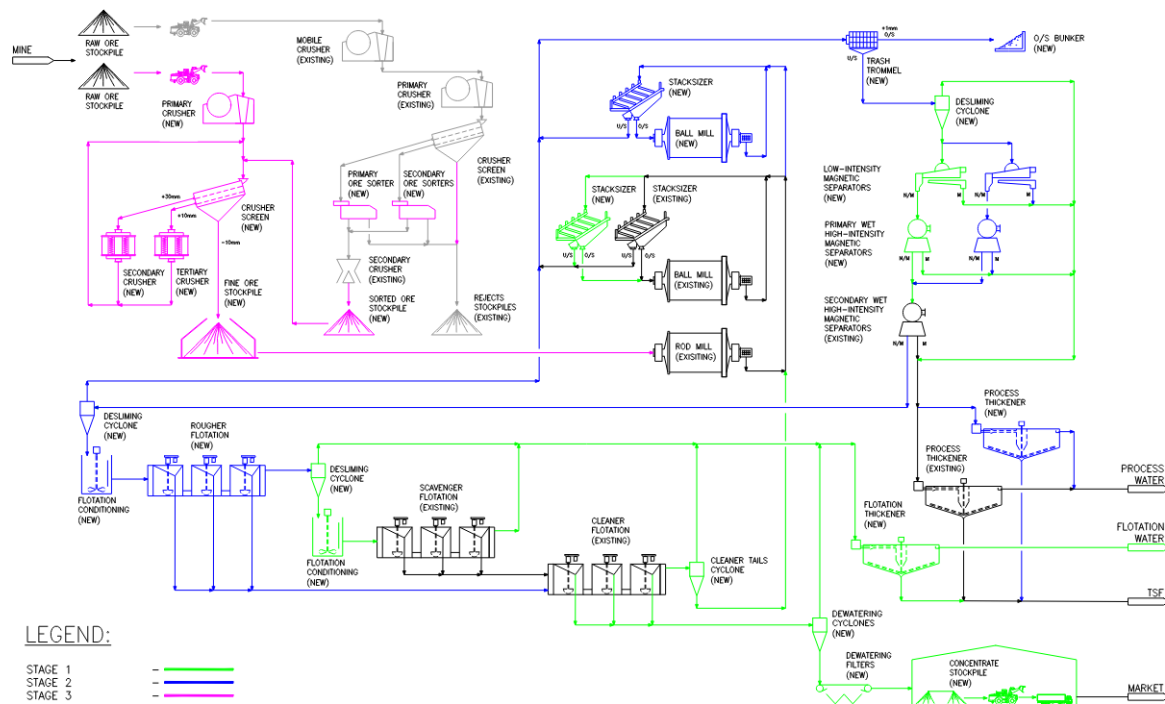 MINE
RAW ORE
STOCKPILE
RAW ORE
STOCKPILE
PRIMARY
CRUSHER
(NEW)
MOBILE
CRUSHER
(EXISTING)
PRIMARY
CRUSHER
(EXISTING)
CRUSHER
SCREEN
(EXISTING)
+30mm
+10mm
-10mm
CRUSHER
SCREEN
(NEW)
SECONDARY
CRUSHER
(NEW)
TERTIARY
CRUSHER
(NEW)
FINE ORE
STOCKPILE
(NEW)
PRIMARY
ORE SORTER
(NEW)
SECONDARY
ORE SORTERS
(NEW)
SECONDARY
CRUSHER
(EXISTING)
SORTED ORE
STOCKPILE
(NEW)
REJECTS
STOCKPILES
(EXISTING)
STACKSIZER
(NEW)
U/S
O/S
BALL MILL
(NEW)
STACKSIZER
(NEW)
STACKSIZER
(EXISTING)
U/S
O/S
U/S
O/S
BALL MILL
(EXISTING)
ROD MILL
(EXISTING)
+1mm
O/S
U/S
TRASH
TROMMEL
(NEW)
O/S BUNKER
(NEW)
DESLIMING
CYCLONE
(NEW)
LOW-INTENSITY
MAGNETIC
SEPARATORS
(NEW)
N/M
M
N/M
M
PRIMARY WET
HIGH-INTENSITY
MAGNETIC
SEPARATORS
(NEW)
N/M
M
N/M
M
SECONDARY WET
HIGH-INTENSITY
MAGNETIC
SEPARATORS
(EXISTING)
N/M
M
DESLIMING
CYCLONE
(NEW)
FLOTATION
CONDITIONING
(NEW)
ROUGHER
FLOTATION
(NEW)
DESLIMING
CYCLONE
(NEW)
FLOTATION
CONDITIONING
(NEW)
SCAVENGER
FLOTATION
(EXISTING)
CLEANER
FLOTATION
(EXISTING)
CLEANER TAILS
CYCLONE
(NEW)
PROCESS
THICKENER
(NEW)
PROCESS
THICKENER
(EXISTING)
FLOTATION
THICKENER
(NEW)
PROCESS
WATER
FLOTATION
WATER
TSF
DEWATERING
CYCLONES
(NEW)
DEWATERING
FILTERS
(NEW)
CONCENTRATE
STOCKPILE
(NEW)
MARKET
LEGEND:
STAGE 1 -
STAGE 2 -
STAGE 3 -